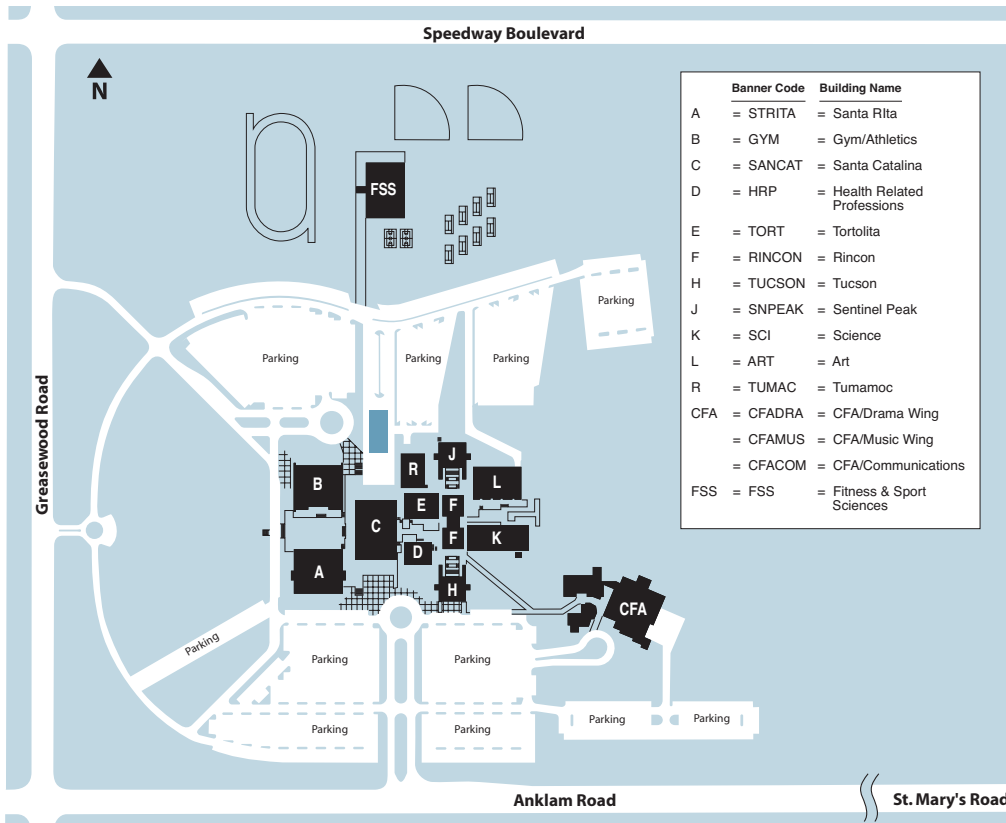 Speedway Boulevard
N
Banner Code Building Name
A = STRITA = Santa RIta
B = GYM = Gym/Athletics
C = SANCAT = Santa Catalina
D = HRP = Health Related
Professions
E = TORT = Tortolita
F = RINCON = Rincon
H = TUCSON = Tucson
J = SNPEAK = Sentinel Peak
K = SCI = Science
L = ART = Art
R = TUMAC = Tumamoc
CFA = CFADRA = CFA/Drama Wing
= CFAMUS = CFA/Music Wing
= CFACOM = CFA/Communications
FSS = FSS = Fitness & Sport
Sciences
FSS
Parking
Parking
Parking
Parking
Greasewood Road
J
R
L
B
E
F
C
K
F
D
A
H
CFA
Parking
Parking
Parking
Parking
Parking
Parking
Parking
Anklam Road
St. Mary's Road